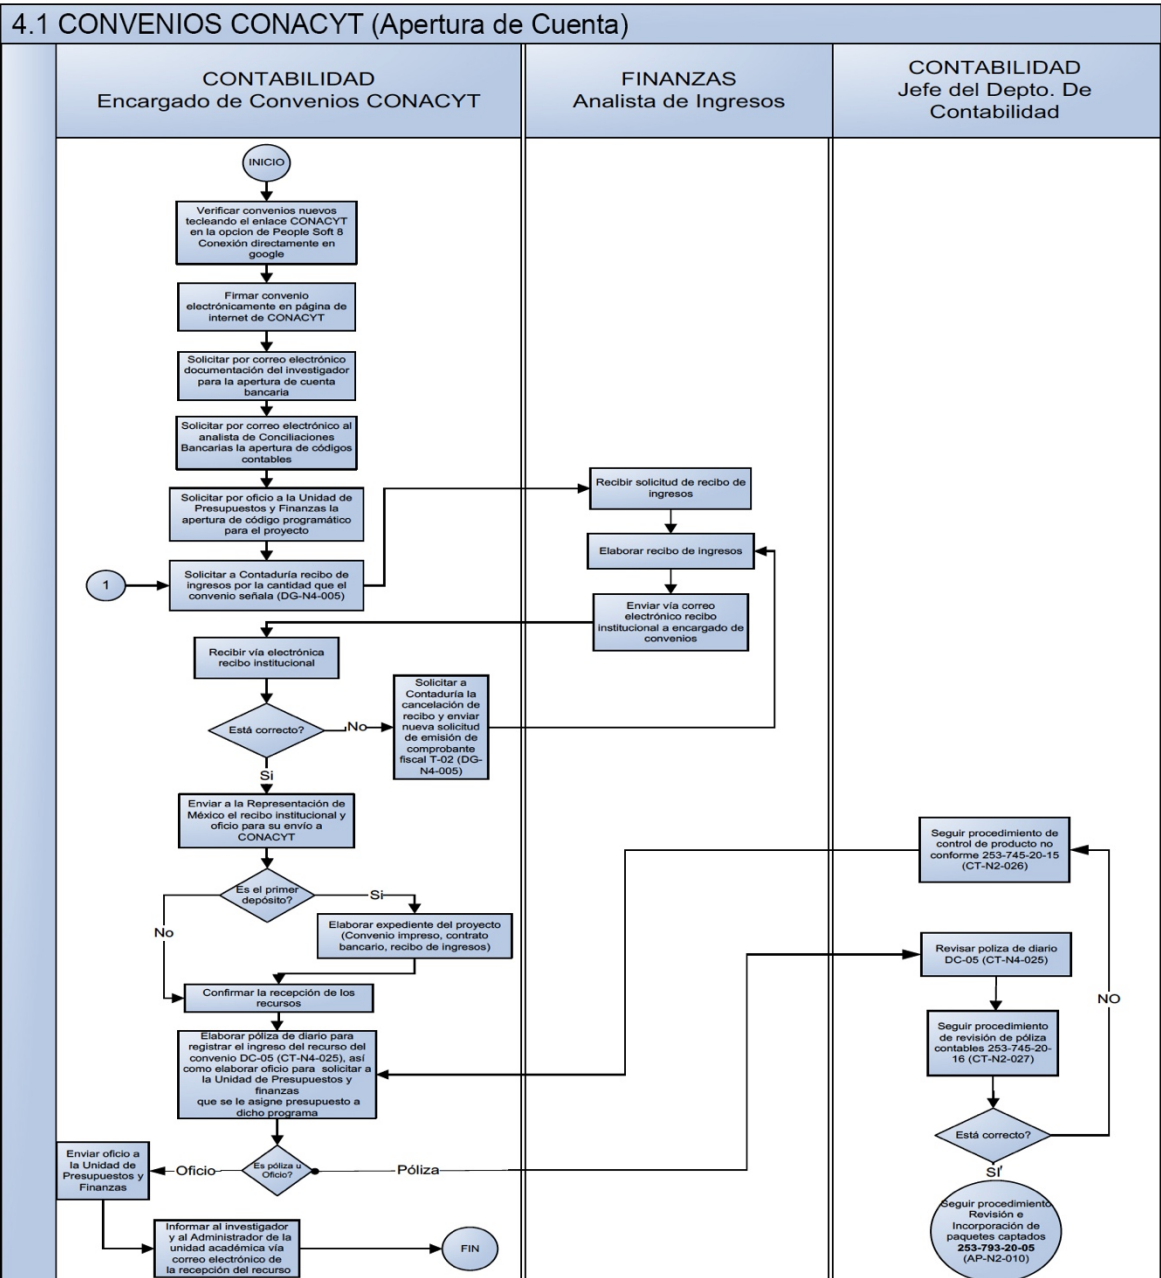 4.1 CONVENIOS CONACYT (Apertura de Cuenta)
CONTABILIDAD
Encargado de Convenios CONACYT
FINANZAS
Analista de Ingresos
CONTABILIDAD
Jefe del Depto. De
Contabilidad
INICIO
Verificar convenios nuevos
tecleando el enlace CONACYT
en la opcion de People Soft 8
Conexión directamente en
google
Firmar convenio
electrónicamente en página de
internet de CONACYT
Solicitar por correo electrónico
documentación del investigador
para la apertura de cuenta
bancaria
Solicitar por correo electrónico al
analista de Conciliaciones
Bancarias la apertura de códigos
contables
Solicitar por oficio a la Unidad de
Presupuestos y Finanzas la
apertura de código programático
para el proyecto
1
Solicitar a Contaduría recibo de
ingresos por la cantidad que el
convenio señala (DG-N4-005)
Recibir solicitud de recibo de
ingresos
Elaborar recibo de ingresos
Enviar vía correo
electrónico recibo
institucional a encargado de
convenios
Recibir vía electrónica
recibo institucional
Está correcto?
No
Solicitar a
Contaduría la
cancelación de
recibo y enviar
nueva solicitud
de emisión de
comprobante
fiscal T-02 (DG-
N4-005)
Si
Enviar a la Representación de
México el recibo institucional y
oficio para su envío a
CONACYT
Es el primer
depósito?
Si
No
Elaborar expediente del proyecto
(Convenio impreso, contrato
bancario, recibo de ingresos)
Confirmar la recepción de los
recursos
Elaborar póliza de diario para
registrar el ingreso del recurso del
convenio DC-05 (CT-N4-025), así
como elaborar oficio para solicitar a
la Unidad de Presupuestos y
finanzas
que se le asigne presupuesto a
dicho programa
Es póliza u
Oficio?
Oficio
Póliza
Enviar oficio a
la Unidad de
Presupuestos y
Finanzas
Informar al investigador
y al Administrador de la
unidad académica vía
correo electrónico de
la recepción del recurso
FIN
Seguir procedimiento de
control de producto no
conforme 253-745-20-15
(CT-N2-026)
Revisar poliza de diario
DC-05 (CT-N4-025)
NO
Seguir procedimiento
de revisión de póliza
contables 253-745-20-
16 (CT-N2-027)
Está correcto?
SI
Seguir procedimiento
Revisión e
Incorporación de
paquetes captados
253-793-20-05
(AP-N2-010)